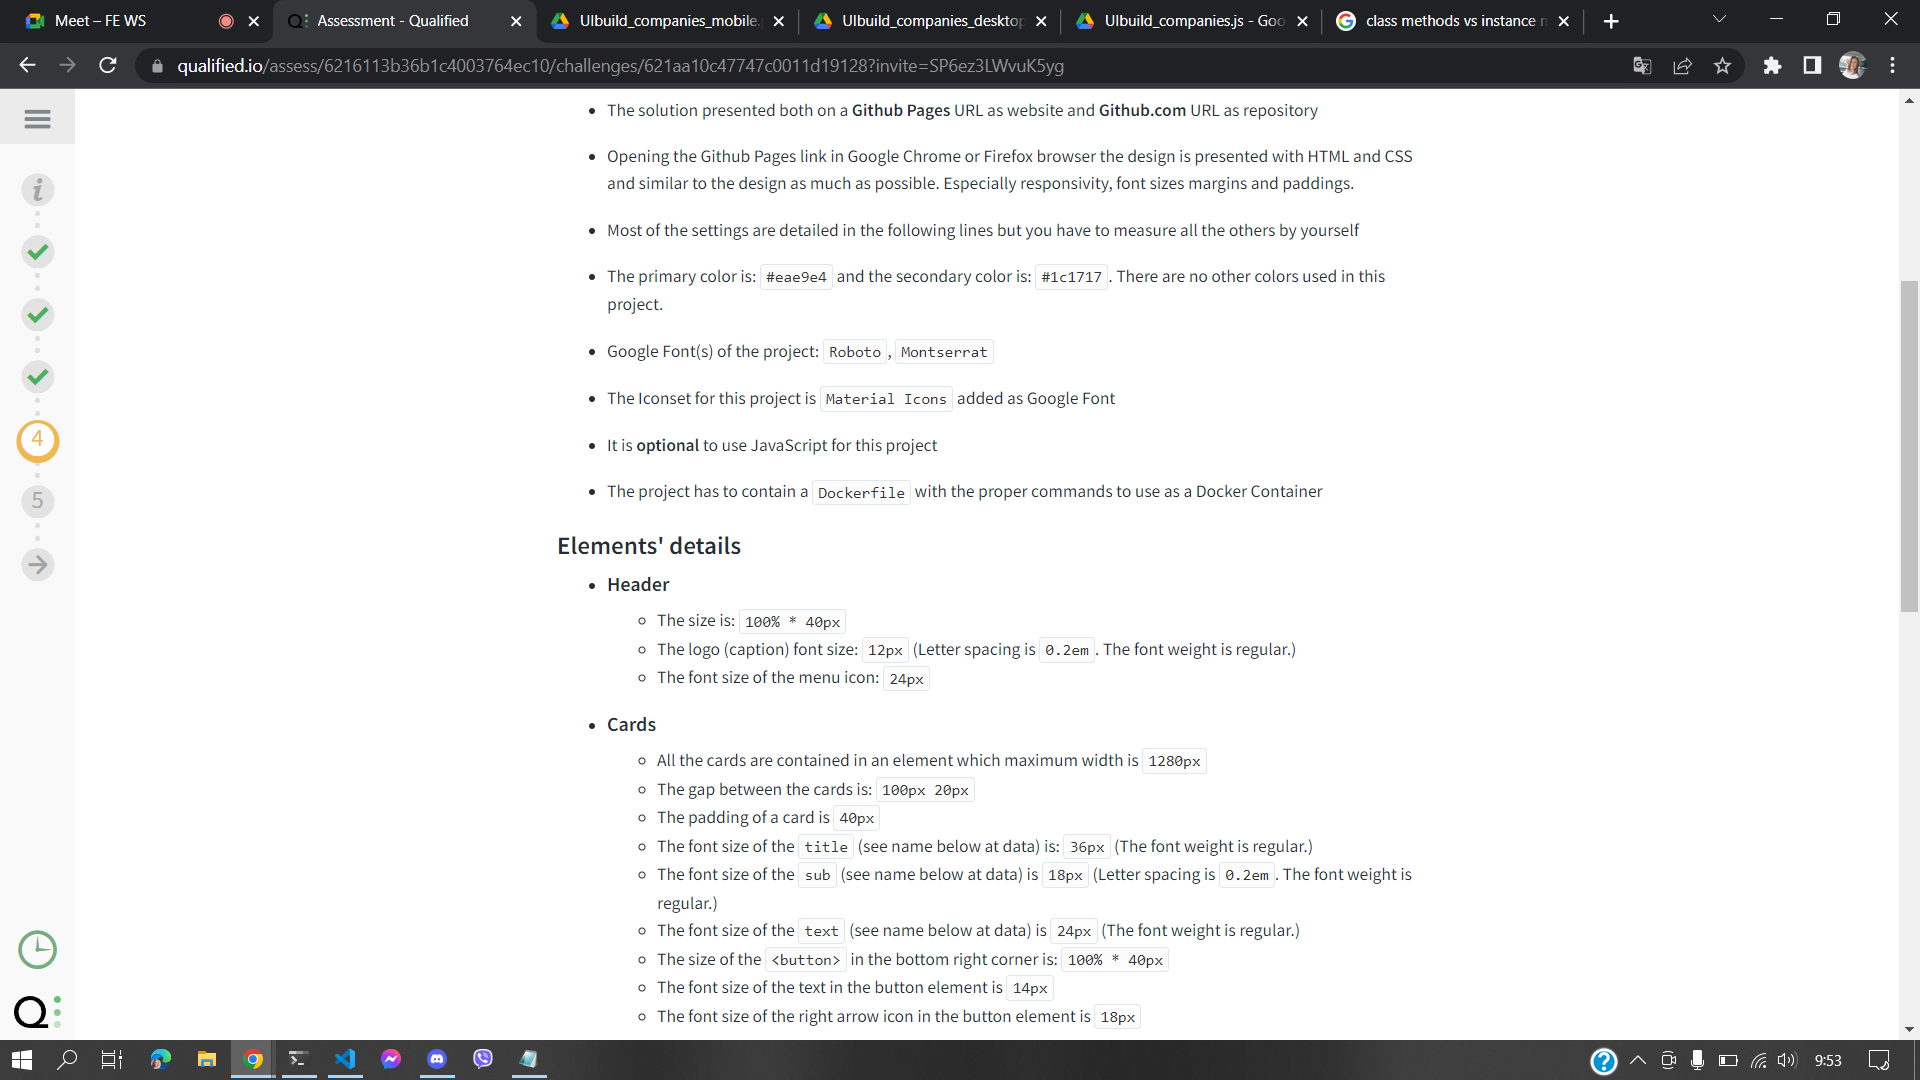 Meet – FE WS
Assessment - Qualified
UIbuild_companies_mobile.
UIbuild_companies_deskto
UIbuild_companies.js - Goo
class methods vs instance
qualified.io/assess/6216113b36b1c4003764ec10/challenges/621aa10c47747c0011d19128?invite=SP6ez3LWvuK5yg
The solution presented both on a Github Pages URL as website and Github.com URL as repository
Opening the Github Pages link in Google Chrome or Firefox browser the design is presented with HTML and CSS
and similar to the design as much as possible. Especially responsivity, font sizes margins and paddings.
Most of the settings are detailed in the following lines but you have to measure all the others by yourself
The primary color is: #eae9e4 and the secondary color is: #1c1717. There are no other colors used in this
project.
Google Font(s) of the project: Roboto, Montserrat
The Iconset for this project is Material Icons added as Google Font
It is optional to use JavaScript for this project
The project has to contain a Dockerfile with the proper commands to use as a Docker Container
Elements' details
Header
The size is: 100% * 40px
The logo (caption) font size: 12px (Letter spacing is 0.2em. The font weight is regular.)
The font size of the menu icon: 24px
Cards
All the cards are contained in an element which maximum width is 1280px
The gap between the cards is: 100px 20px
The padding of a card is 40px
The font size of the title (see name below at data) is: 36px (The font weight is regular.)
The font size of the sub (see name below at data) is 18px (Letter spacing is 0.2em. The font weight is
regular.)
The font size of the text (see name below at data) is 24px (The font weight is regular.)
The size of the <button> in the bottom right corner is: 100% * 40px
The font size of the text in the button element is 14px
The font size of the right arrow icon in the button element is 18px
4
5
9:53